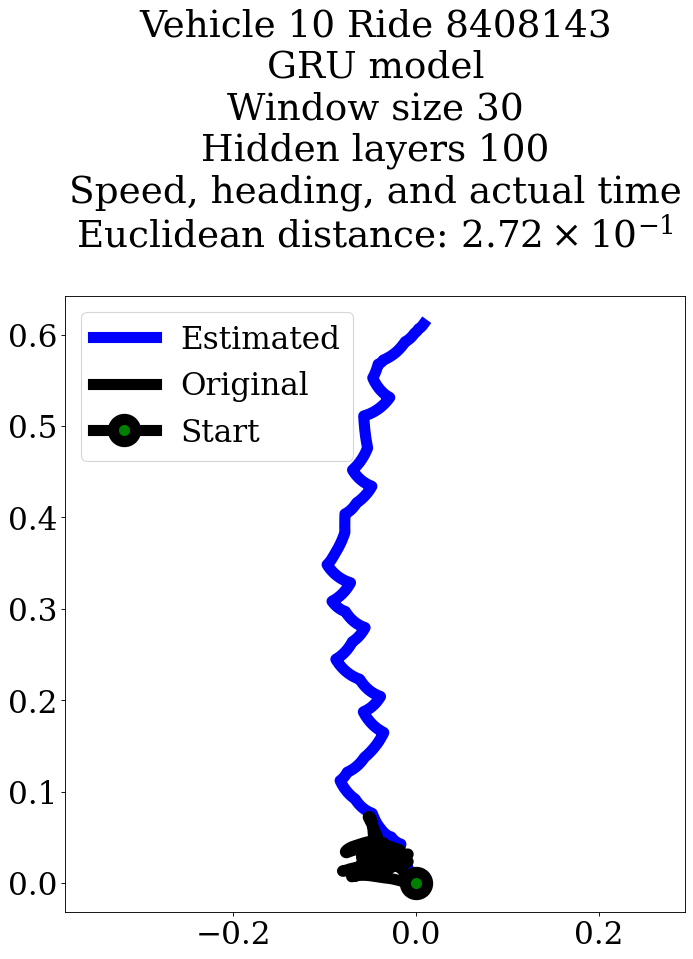 Vehicle 10 Ride 8408143
GRU model
Window size 30
Hidden layers 100
Speed, heading, and actual time
Euclidean distance: 2.72 × 10⁻¹
Estimated
Original
Start
0.6
0.5
0.4
0.3
0.2
0.1
0.0
−0.2 0.0 0.2